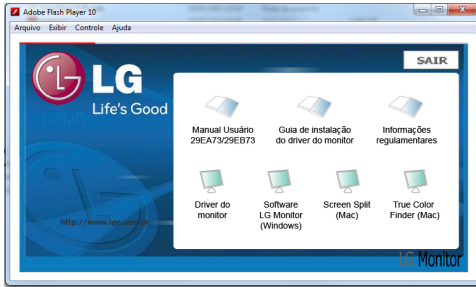 Adobe Flash Player 10
Arquivo Exibir Controle Ajuda
SAIR
LG
Life's Good
Manual Usuário
29EA73/29EB73
Guia de instalação
do driver do monitor
Informações
regulamentares
Driver do
monitor
Software
LG Monitor
(Windows)
Screen Split
(Mac)
True Color
Finder (Mac)
LG Monitor